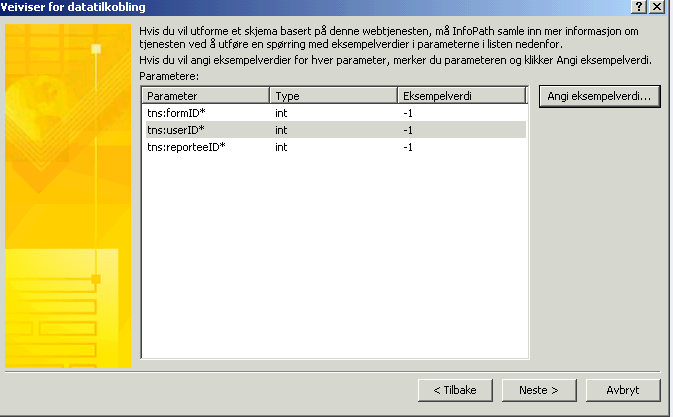 Veiviser for datatilkobling
Hvis du vil utforme et skjema basert på denne webtjenesten, må InfoPath samle inn mer informasjon om
tjenesten ved å utføre en spørring med eksempelverdier i parameterne i listen nedenfor.
Hvis du vil angi eksempelverdier for hver parameter, merker du parameteren og klikker Angi eksempelverdi.
Parametere:
Parameter Type Eksempelverdi Angi eksempelverdi...
tns:formID* int -1
tns:userID* int -1
tns:reporteeID* int -1
< Tilbake Neste > Avbryt